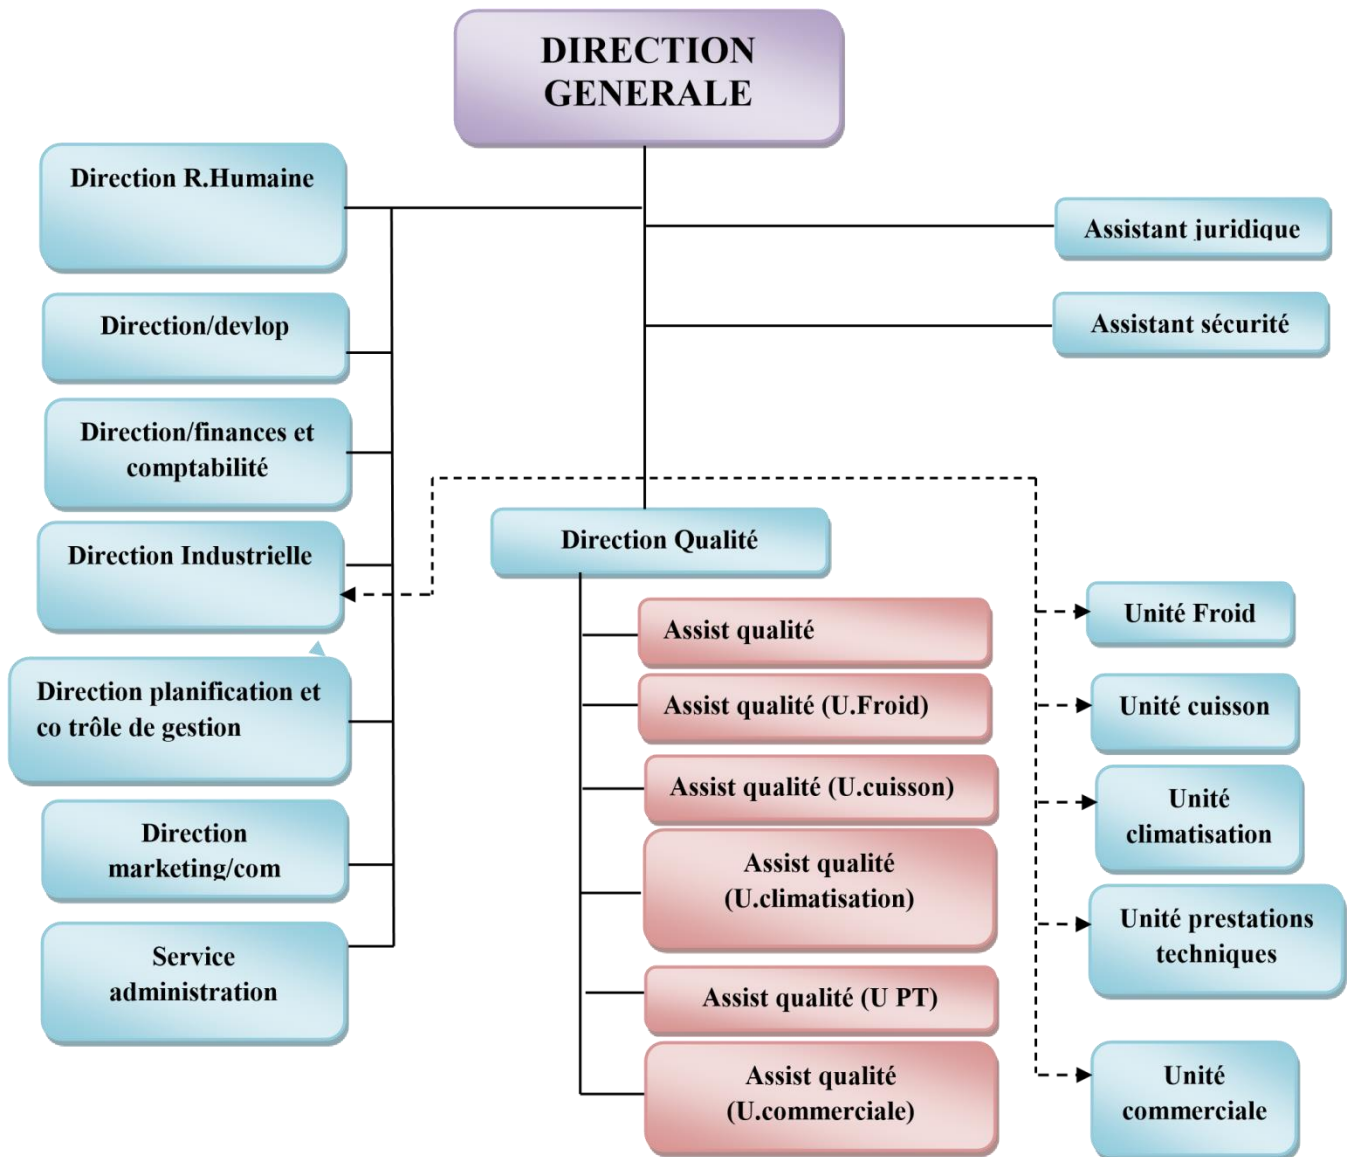 DIRECTION
GENERALE
Direction R.Humaine
Direction/devlop
Direction/finances et
comptabilité
Direction Industrielle
Direction planification et
co trôle de gestion
Direction
marketing/com
Service
administration
Assistant juridique
Assistant sécurité
Direction Qualité
Assist qualité
Assist qualité (U.Froid)
Assist qualité (U.cuisson)
Assist qualité
(U.climatisation)
Assist qualité (U PT)
Assist qualité
(U.commerciale)
Unité Froid
Unité cuisson
Unité
climatisation
Unité prestations
techniques
Unité
commerciale